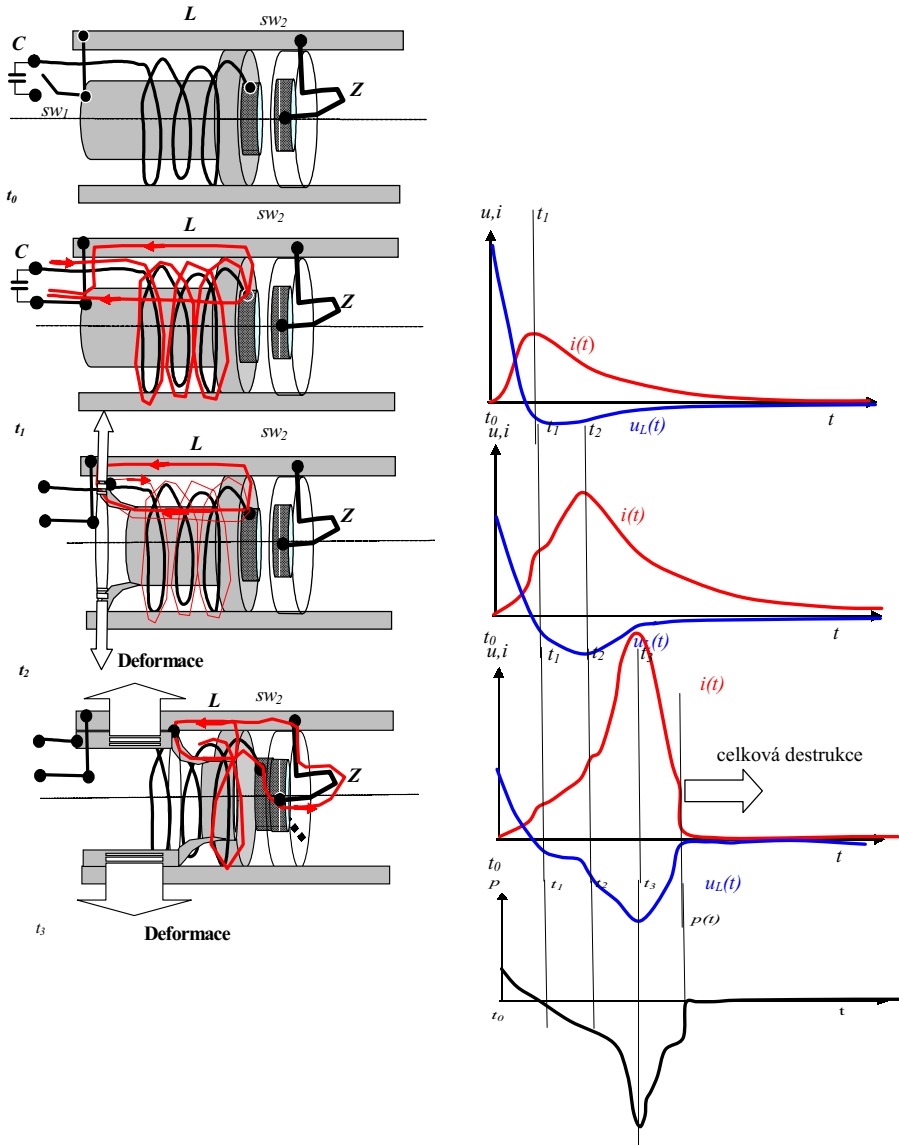 L
sw2
C
Z
sw1
t0
sw2
L
C
Z
t1
L
sw2
Z
Deformace
t2
L
sw2
Z
t3
Deformace
u,i
t1
i(t)
t0
t
u,i
t1
t2
uL(t)
i(t)
t0
t
u,i
t1
t2
t3
uL(t)
i(t)
celková destrukce
t0
t
p
t1
t2
t3
uL(t)
p(t)
t0
t